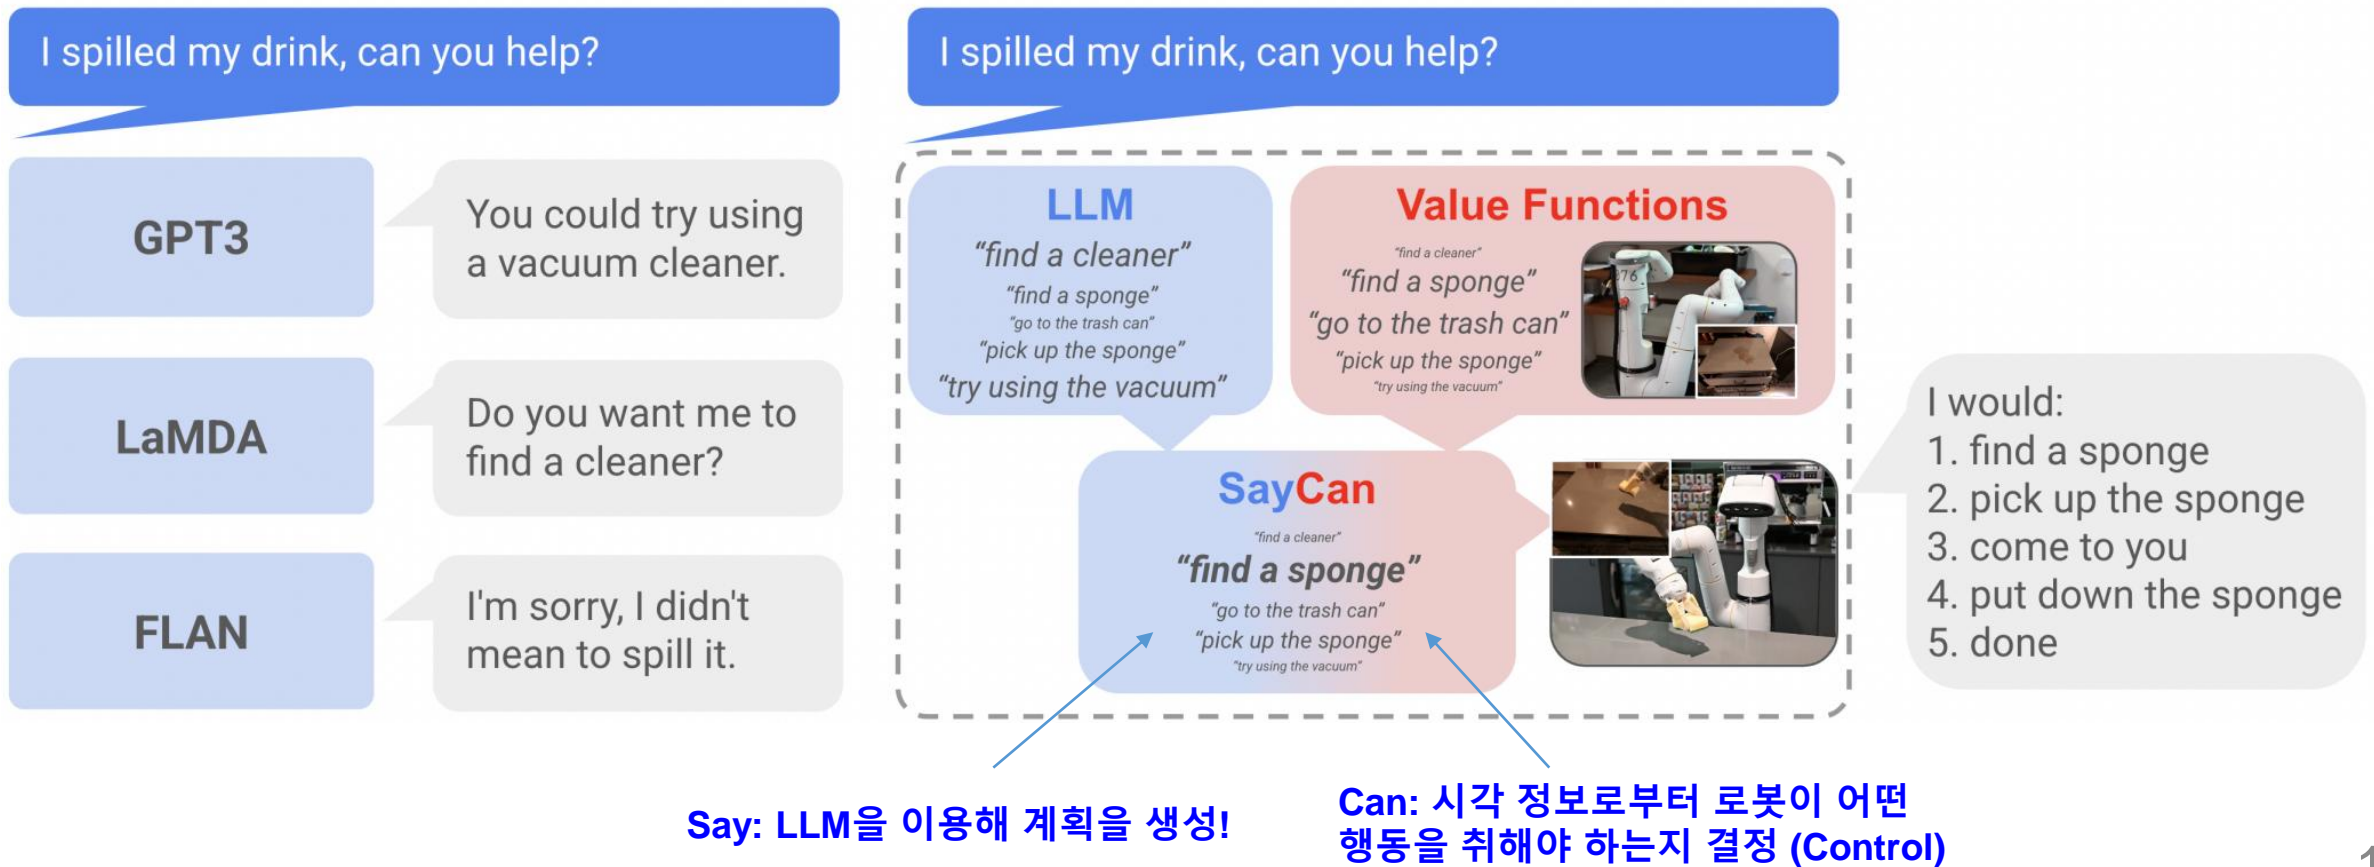 I spilled my drink, can you help?
GPT3
You could try using
a vacuum cleaner.
LaMDA
Do you want me to
find a cleaner?
FLAN
I'm sorry, I didn't
mean to spill it.
I spilled my drink, can you help?
LLM
“find a cleaner”
“find a sponge”
“go to the trash can”
“pick up the sponge”
“try using the vacuum”
Value Functions
“find a cleaner”
“find a sponge”
“go to the trash can”
“pick up the sponge”
“try using the vacuum”
376
SayCan
“find a cleaner”
“find a sponge”
“go to the trash can”
“pick up the sponge”
“try using the vacuum”
I would:
1. find a sponge
2. pick up the sponge
3. come to you
4. put down the sponge
5. done
Say: LLM을 이용해 계획을 생성!
Can: 시각 정보로부터 로봇이 어떤
행동을 취해야 하는지 결정 (Control)